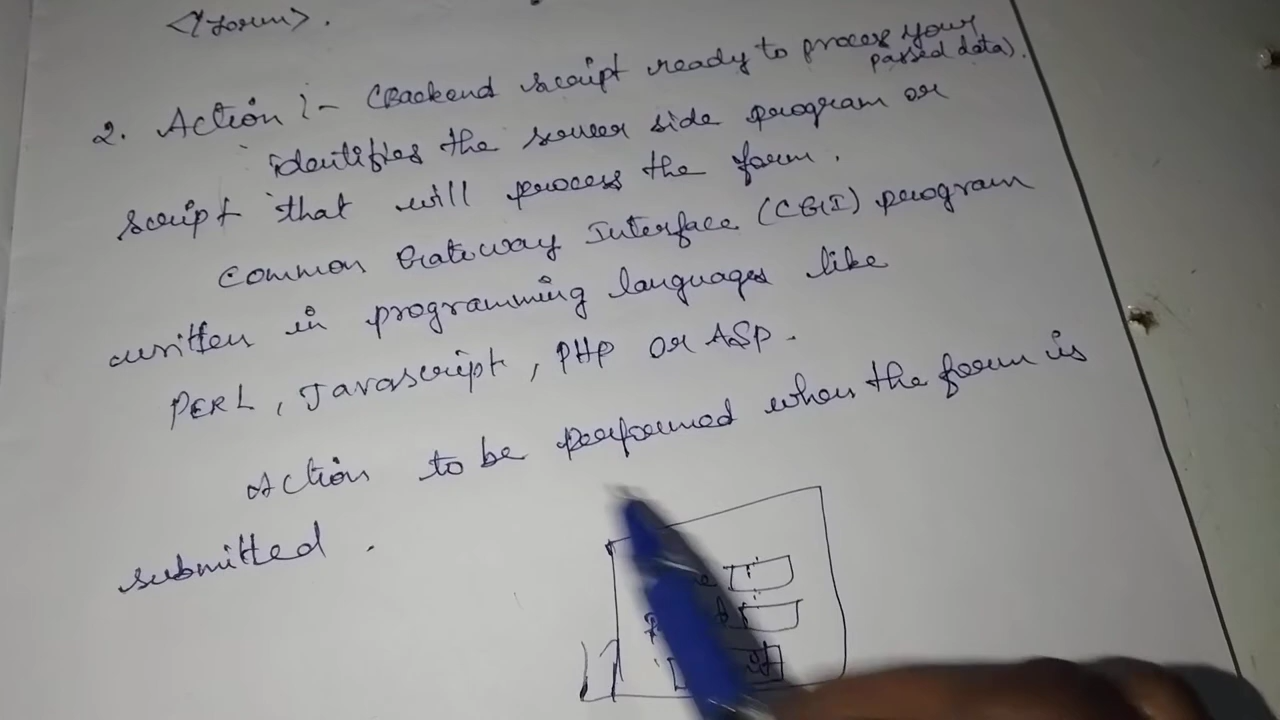 </form>.
2. Action :- (Backend script ready to process your
passed data).
identifies the server side program or
script that will process the form.
Common Gateway Interface (CGI) program
written in programming languages like
PERL, Javascript, PHP or ASP.
Action to be performed when the form is
submitted.